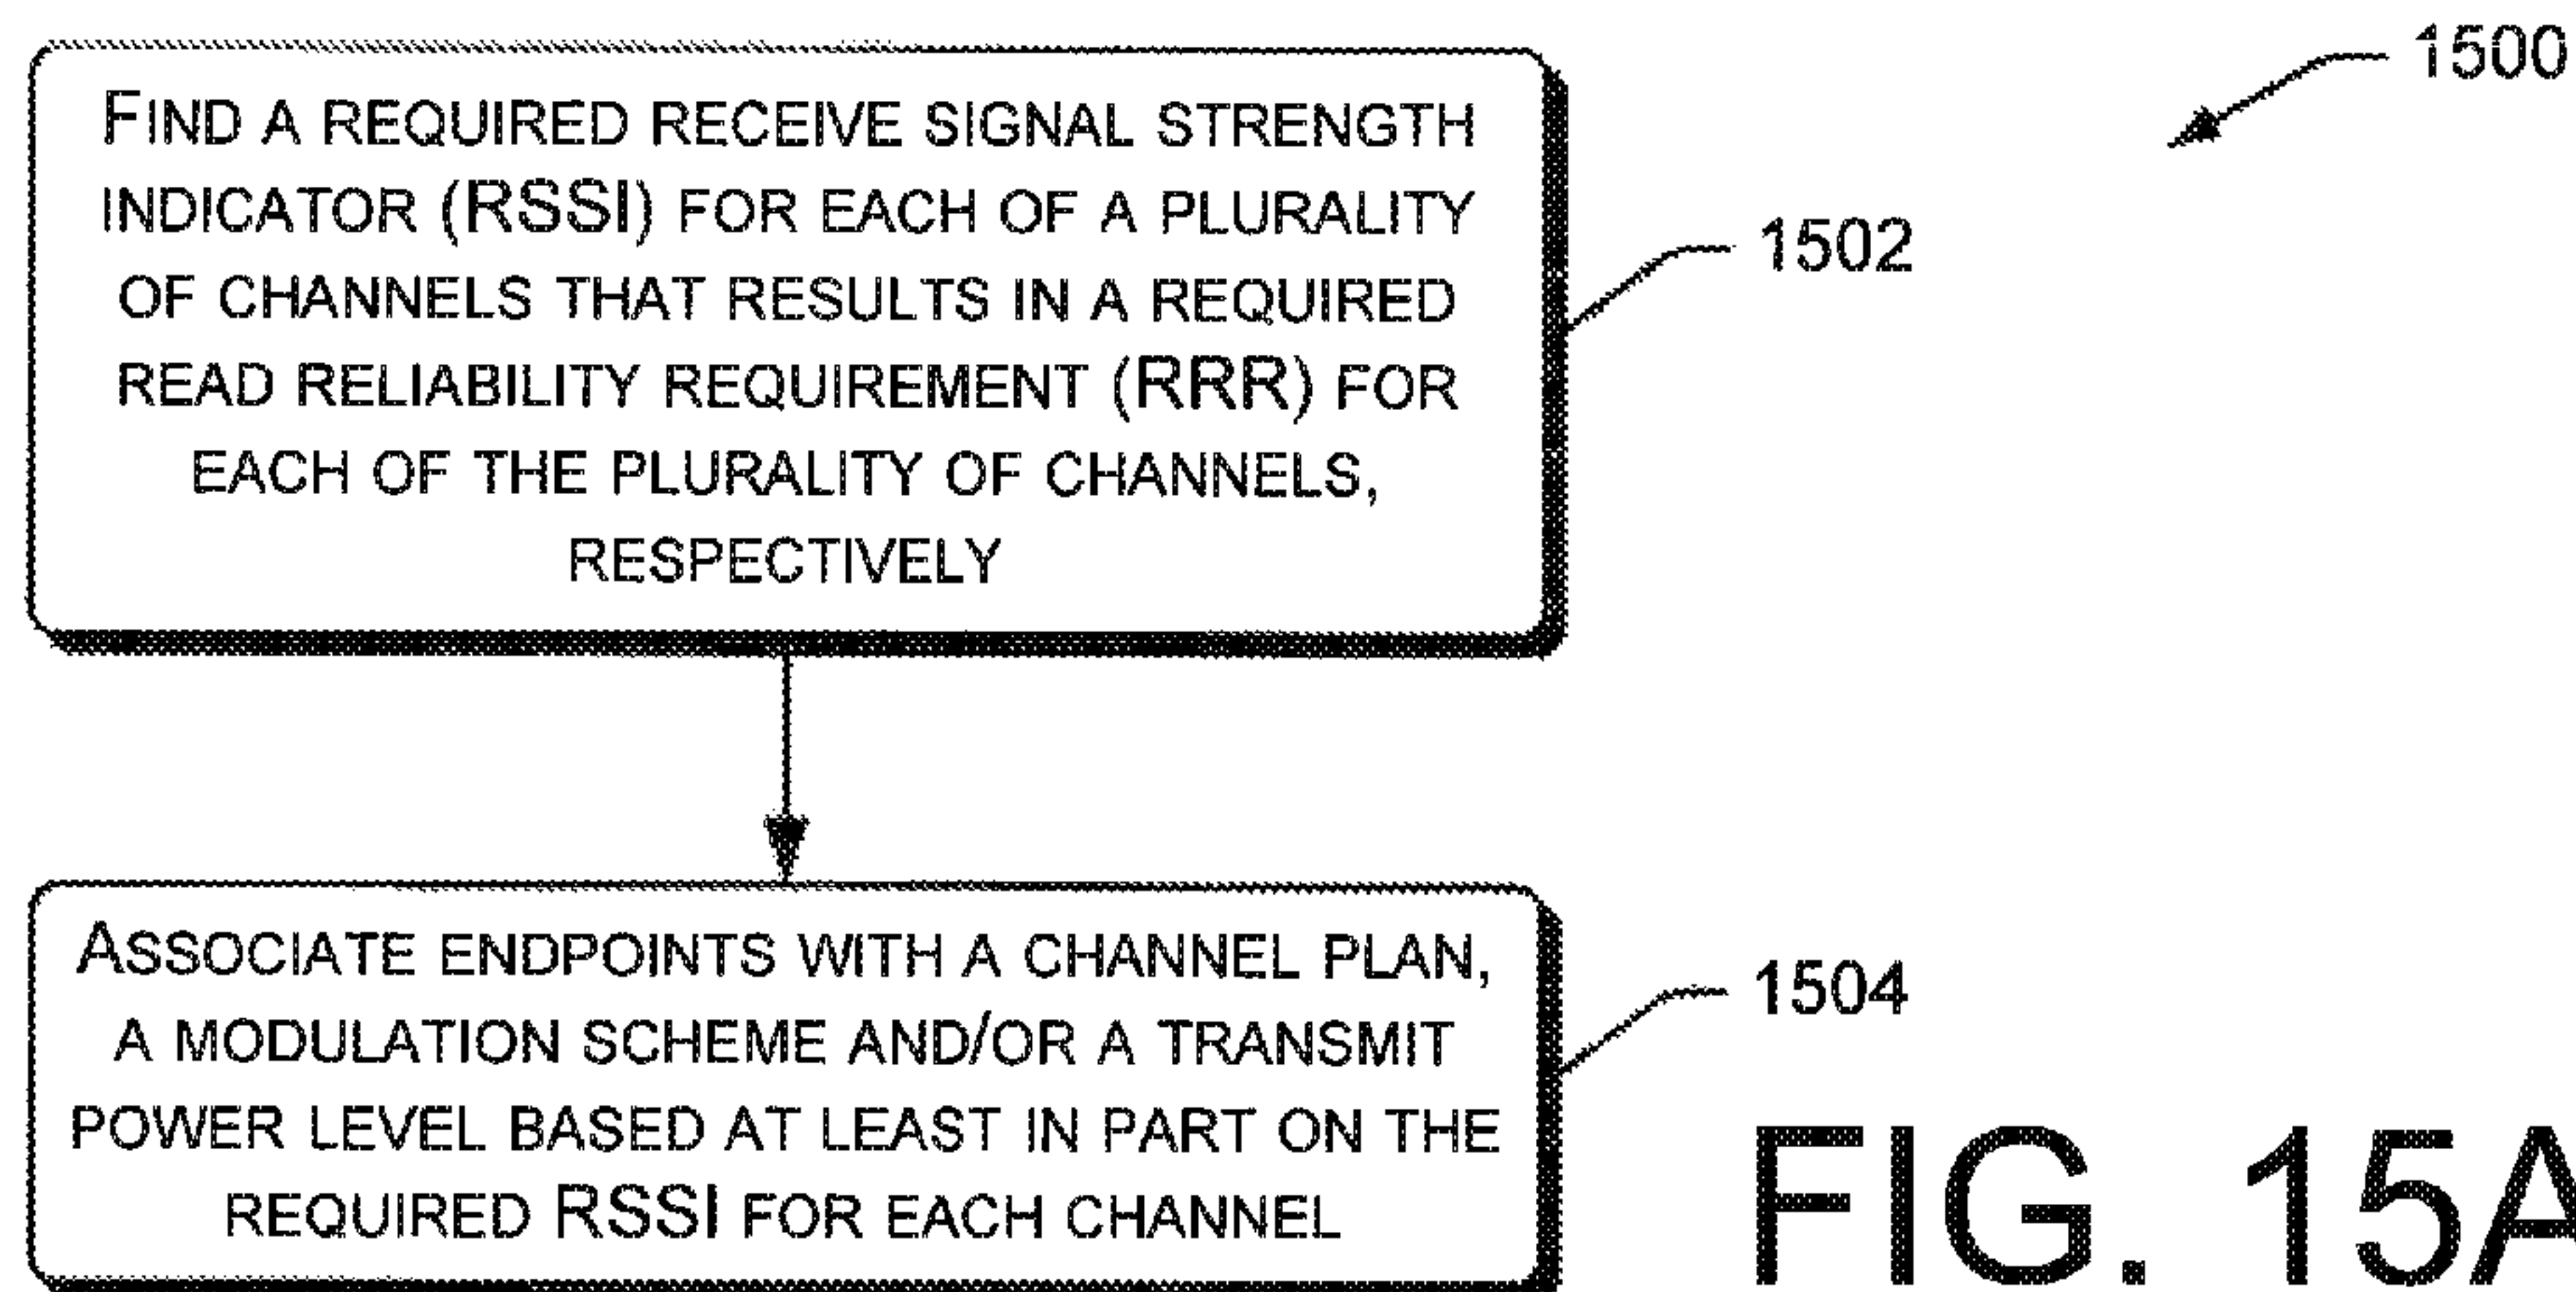 1500
FIND A REQUIRED RECEIVE SIGNAL STRENGTH
INDICATOR (RSSI) FOR EACH OF A PLURALITY
OF CHANNELS THAT RESULTS IN A REQUIRED
READ RELIABILITY REQUIREMENT (RRR) FOR
EACH OF THE PLURALITY OF CHANNELS,
RESPECTIVELY
1502
ASSOCIATE ENDPOINTS WITH A CHANNEL PLAN,
A MODULATION SCHEME AND/OR A TRANSMIT
POWER LEVEL BASED AT LEAST IN PART ON THE
REQUIRED RSSI FOR EACH CHANNEL
1504
FIG. 15A